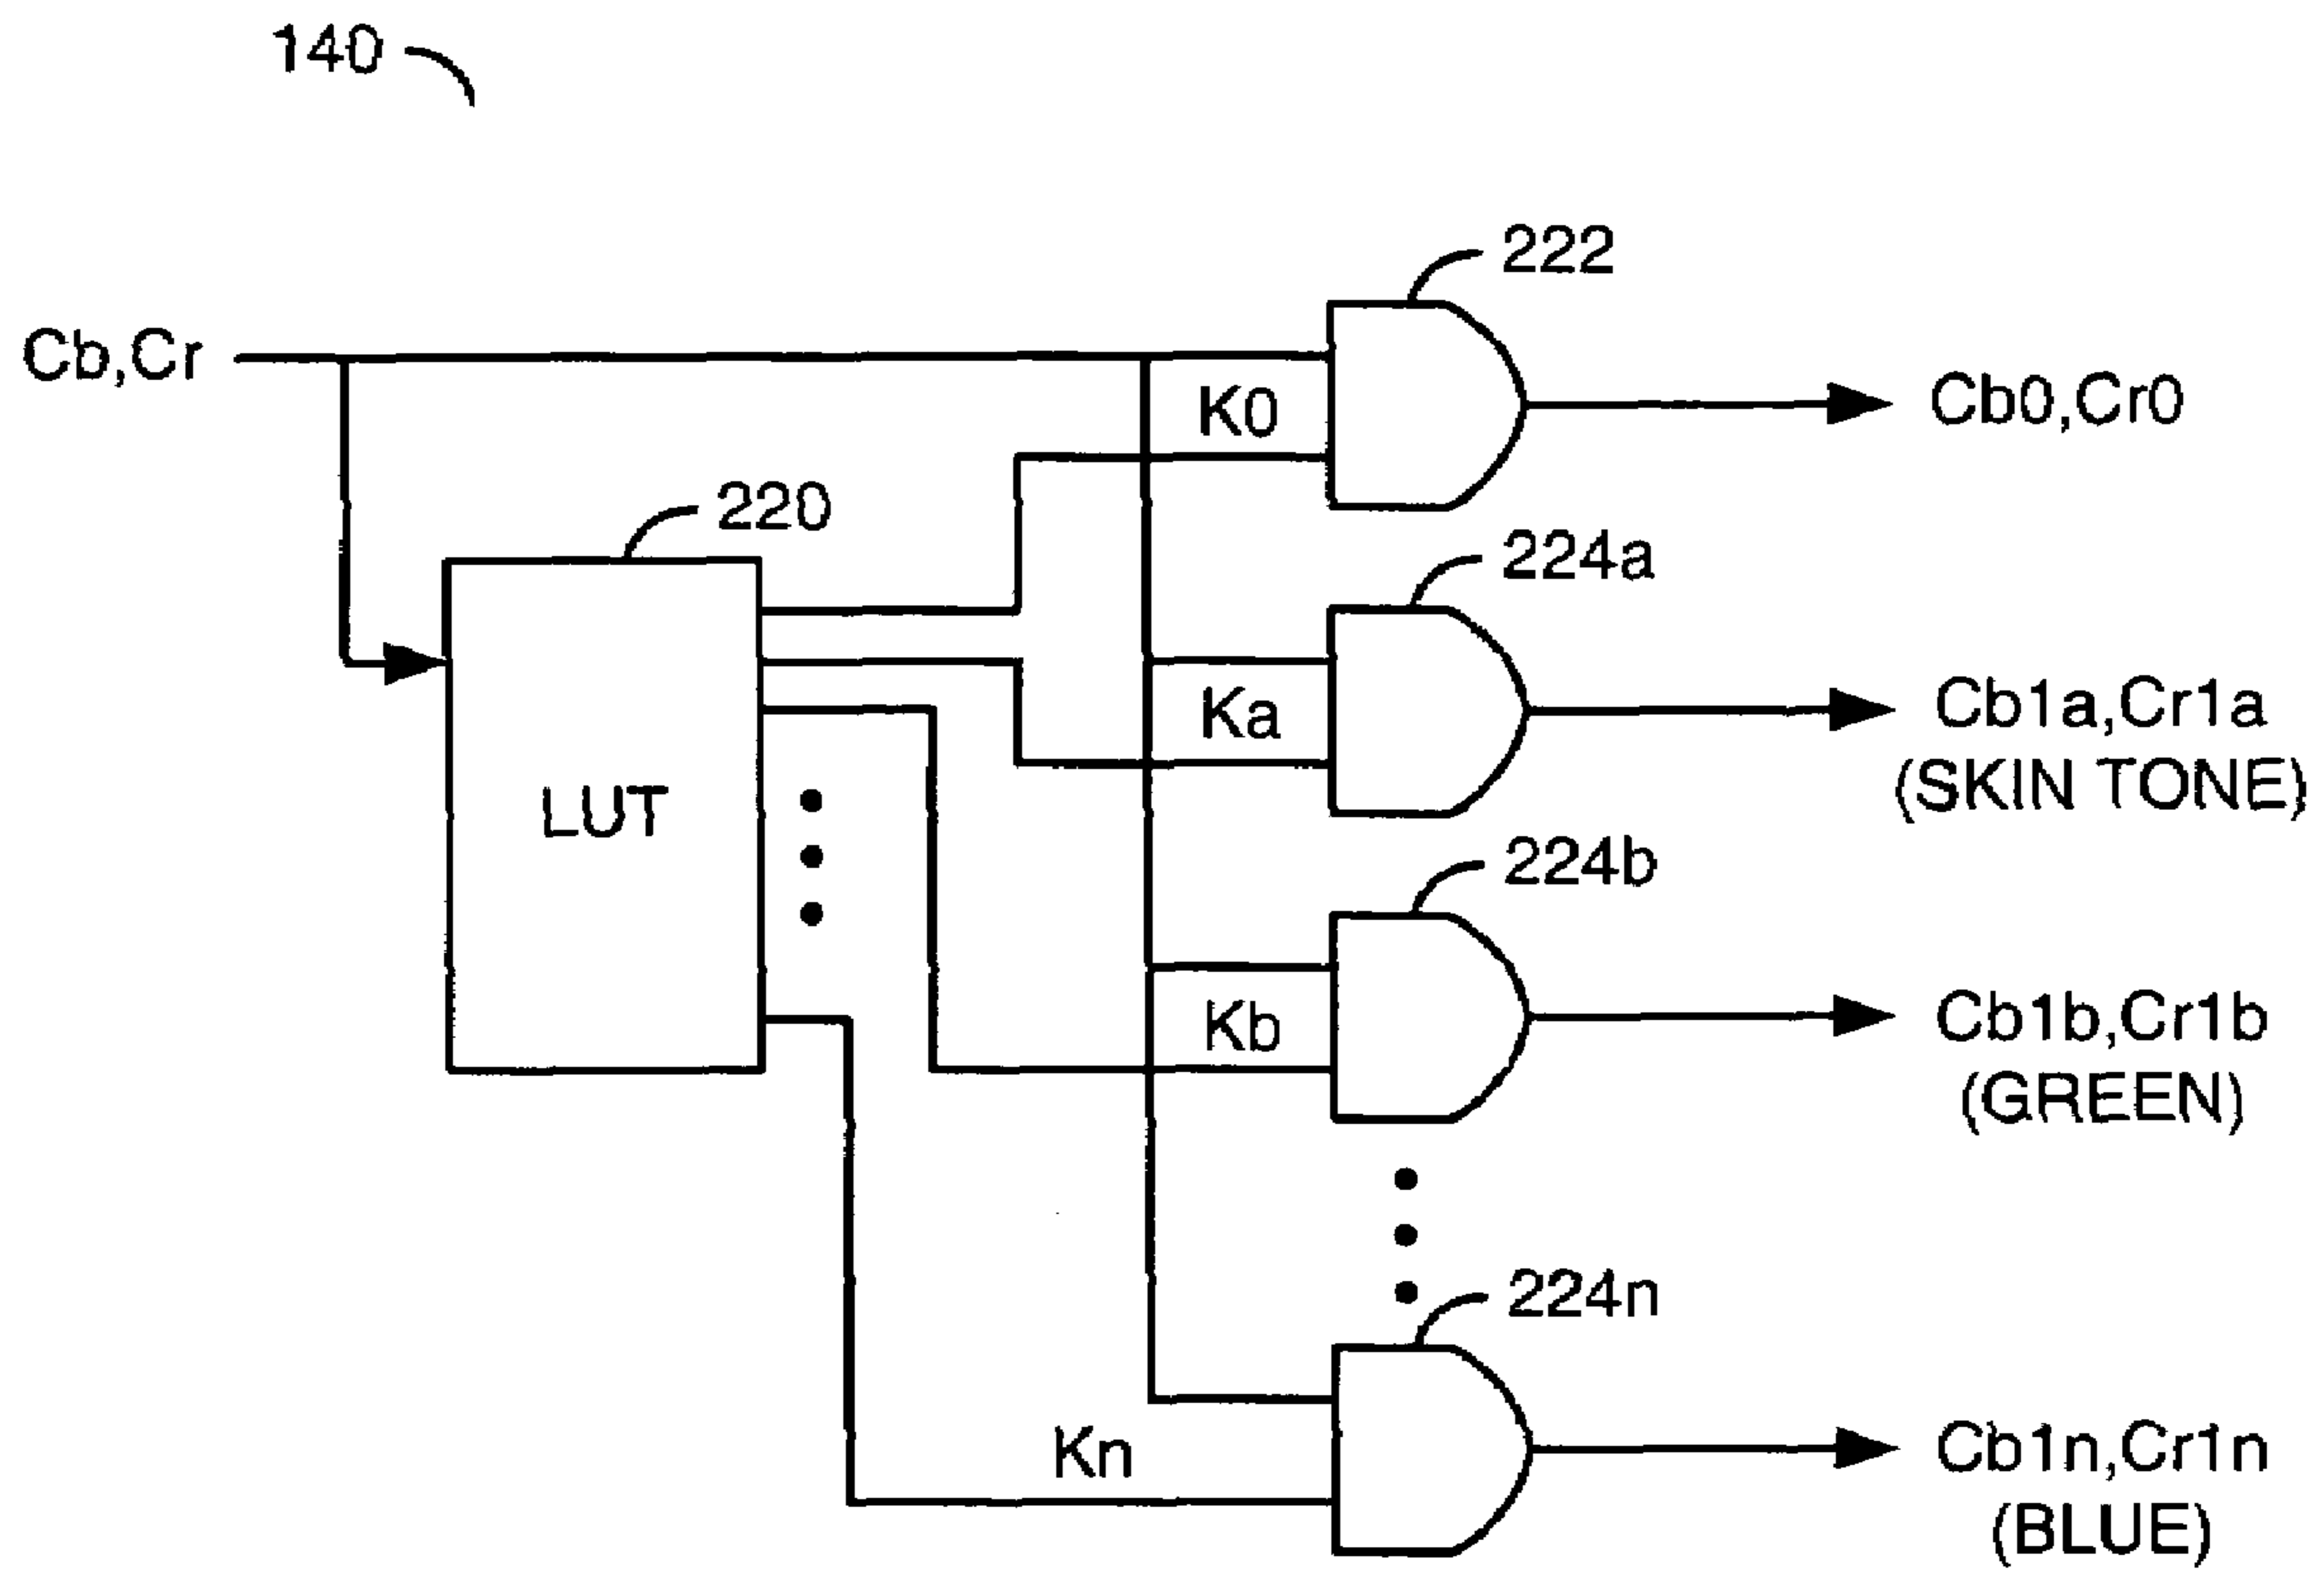 140
222
Cb,Cr
K0
Cb0,Cr0
220
224a
LUT
Ka
Cb1a,Cr1a
(SKIN TONE)
224b
Kb
Cb1b,Cr1b
(GREEN)
224n
Kn
Cb1n,Cr1n
(BLUE)